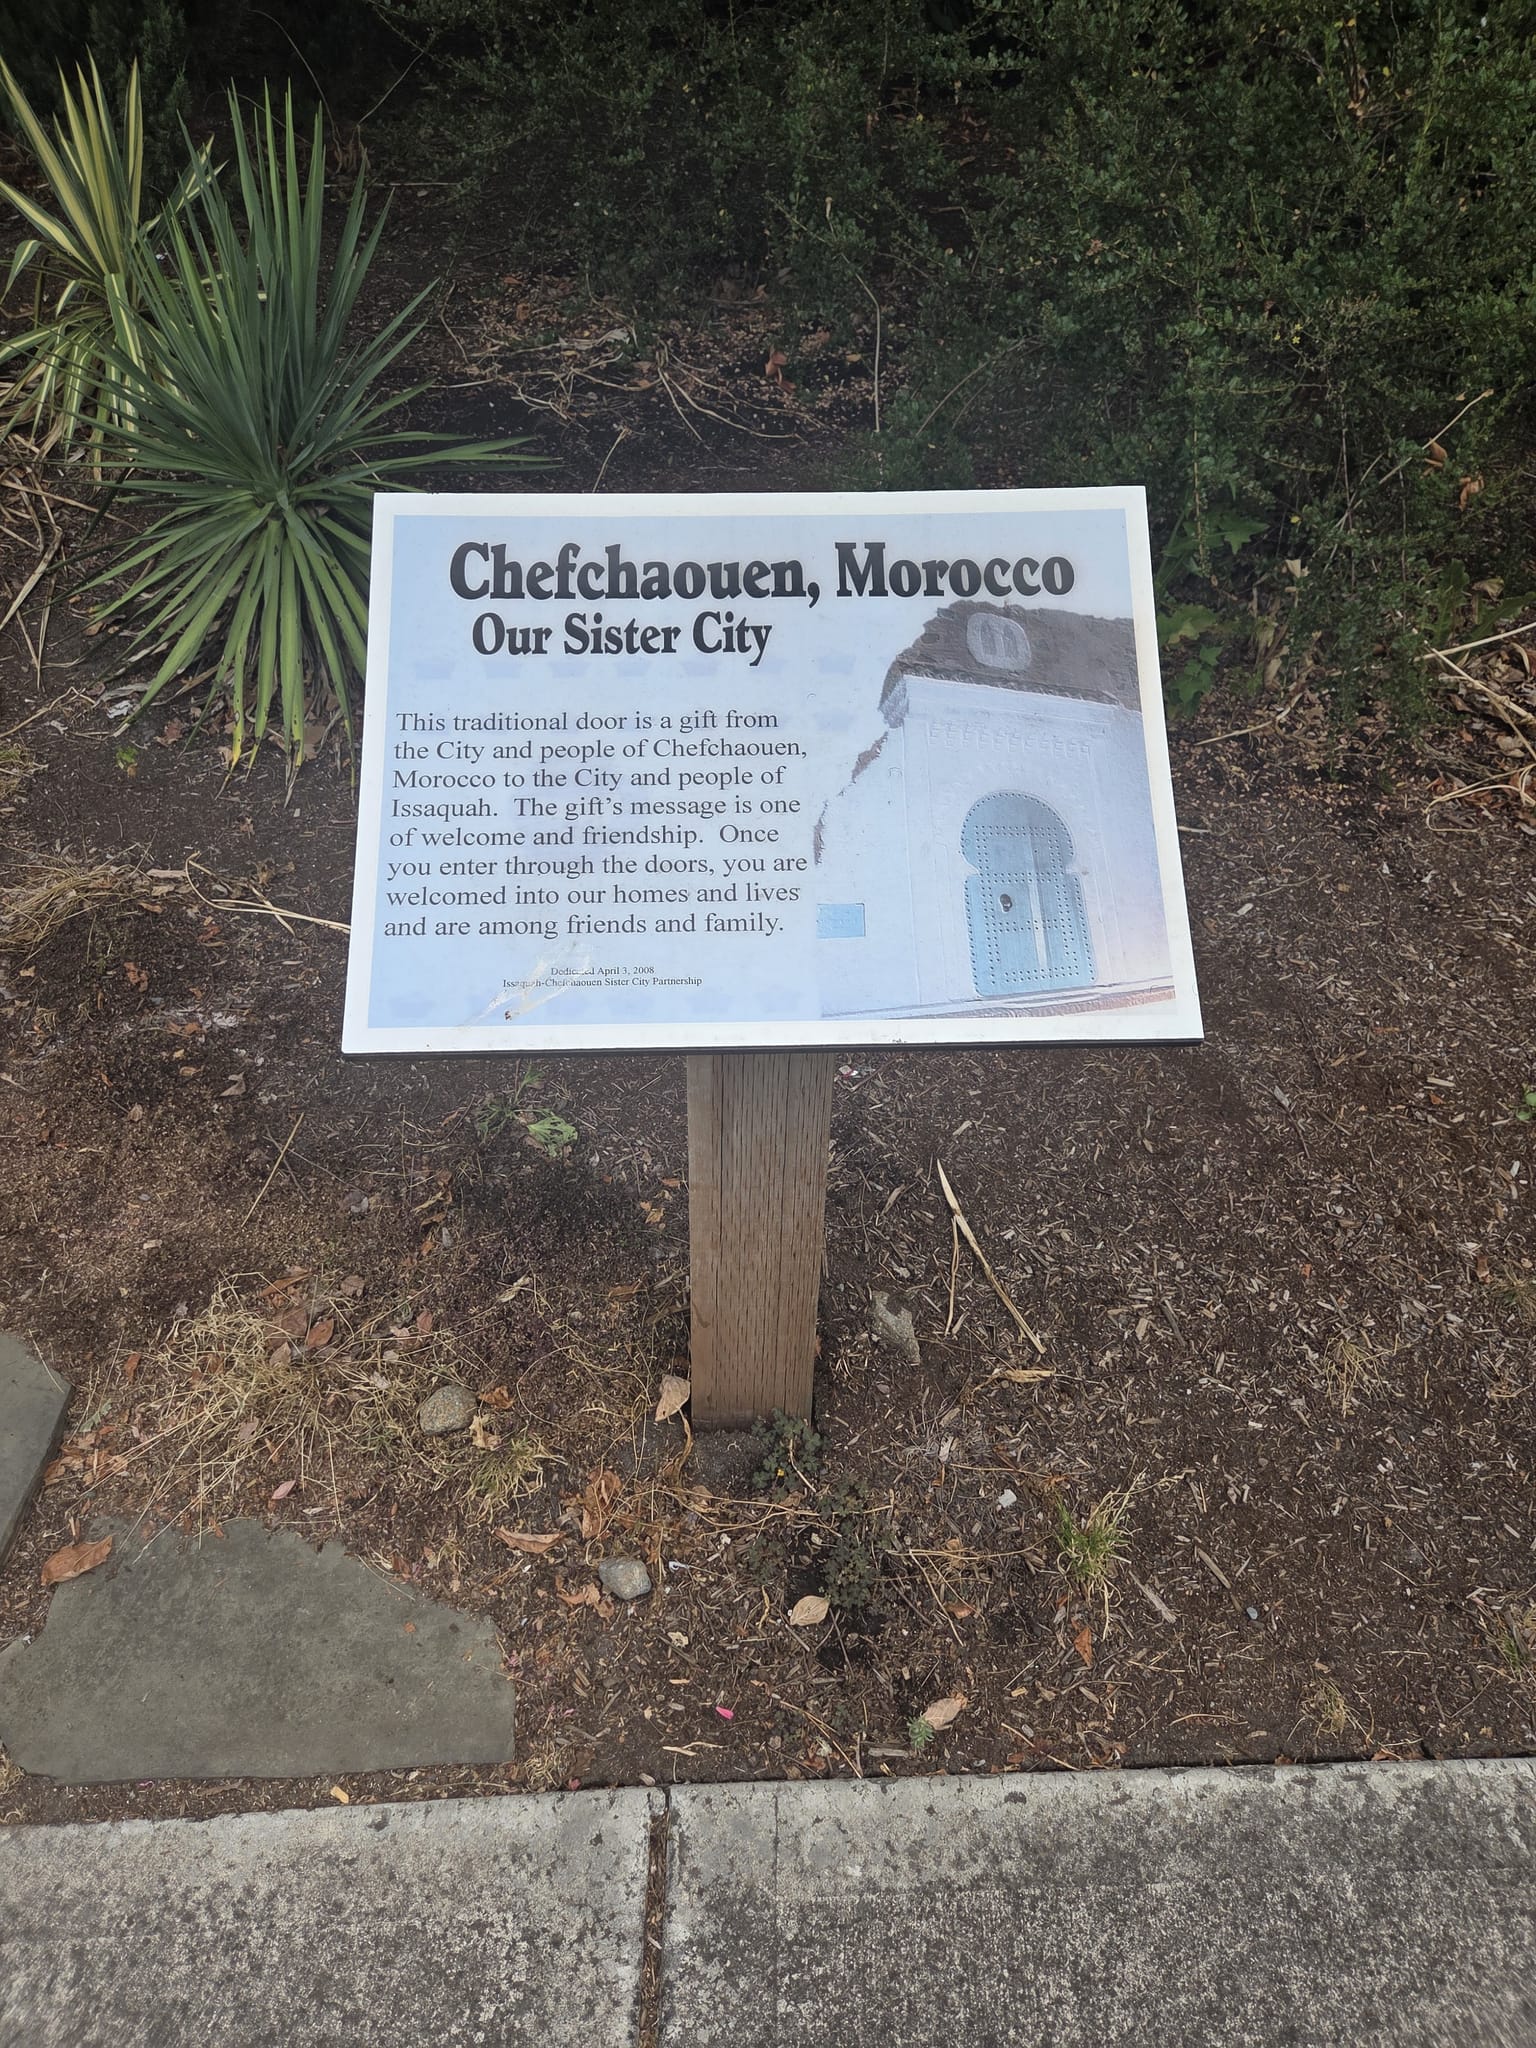 Chefchaouen, Morocco
Our Sister City
This traditional door is a gift from
the City and people of Chefchaouen,
Morocco to the City and people of
Issaquah.  The gift's message is one
of welcome and friendship.  Once
you enter through the doors, you are
welcomed into our homes and lives
and are among friends and family.
Dedicated April 3, 2008
Issaquah-Chefchaouen Sister City Partnership